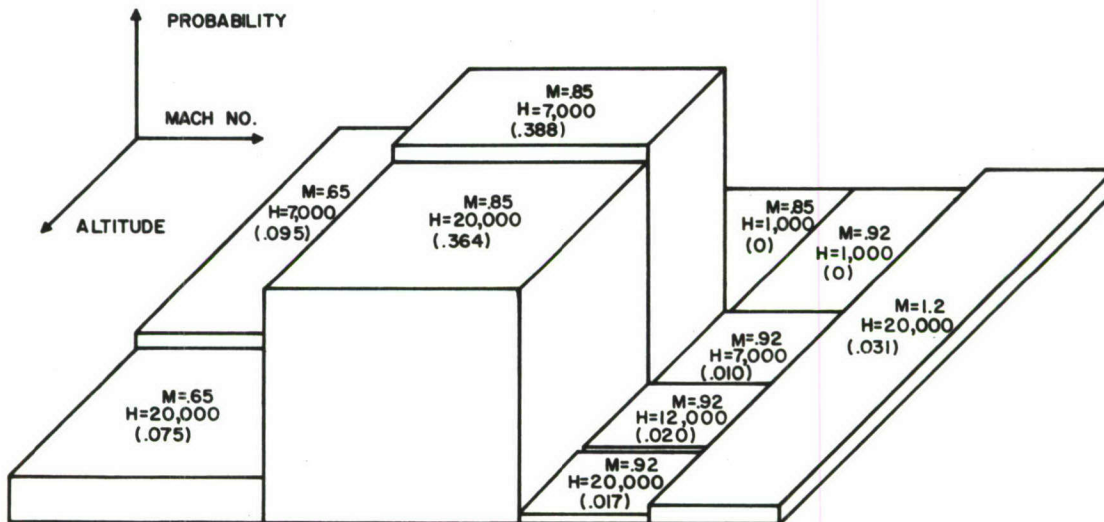 PROBABILITY
MACH NO.
ALTITUDE
M=.85
H=7,000
(.388)
M=.65
H=7,000
(.095)
M=.85
H=20,000
(.364)
M=.85
H=1,000
(0)
M=.92
H=1,000
(0)
M=1.2
H=20,000
(.031)
M=.92
H=7,000
(.010)
M=.65
H=20,000
(.075)
M=.92
H=12,000
(.020)
M=.92
H=20,000
(.017)